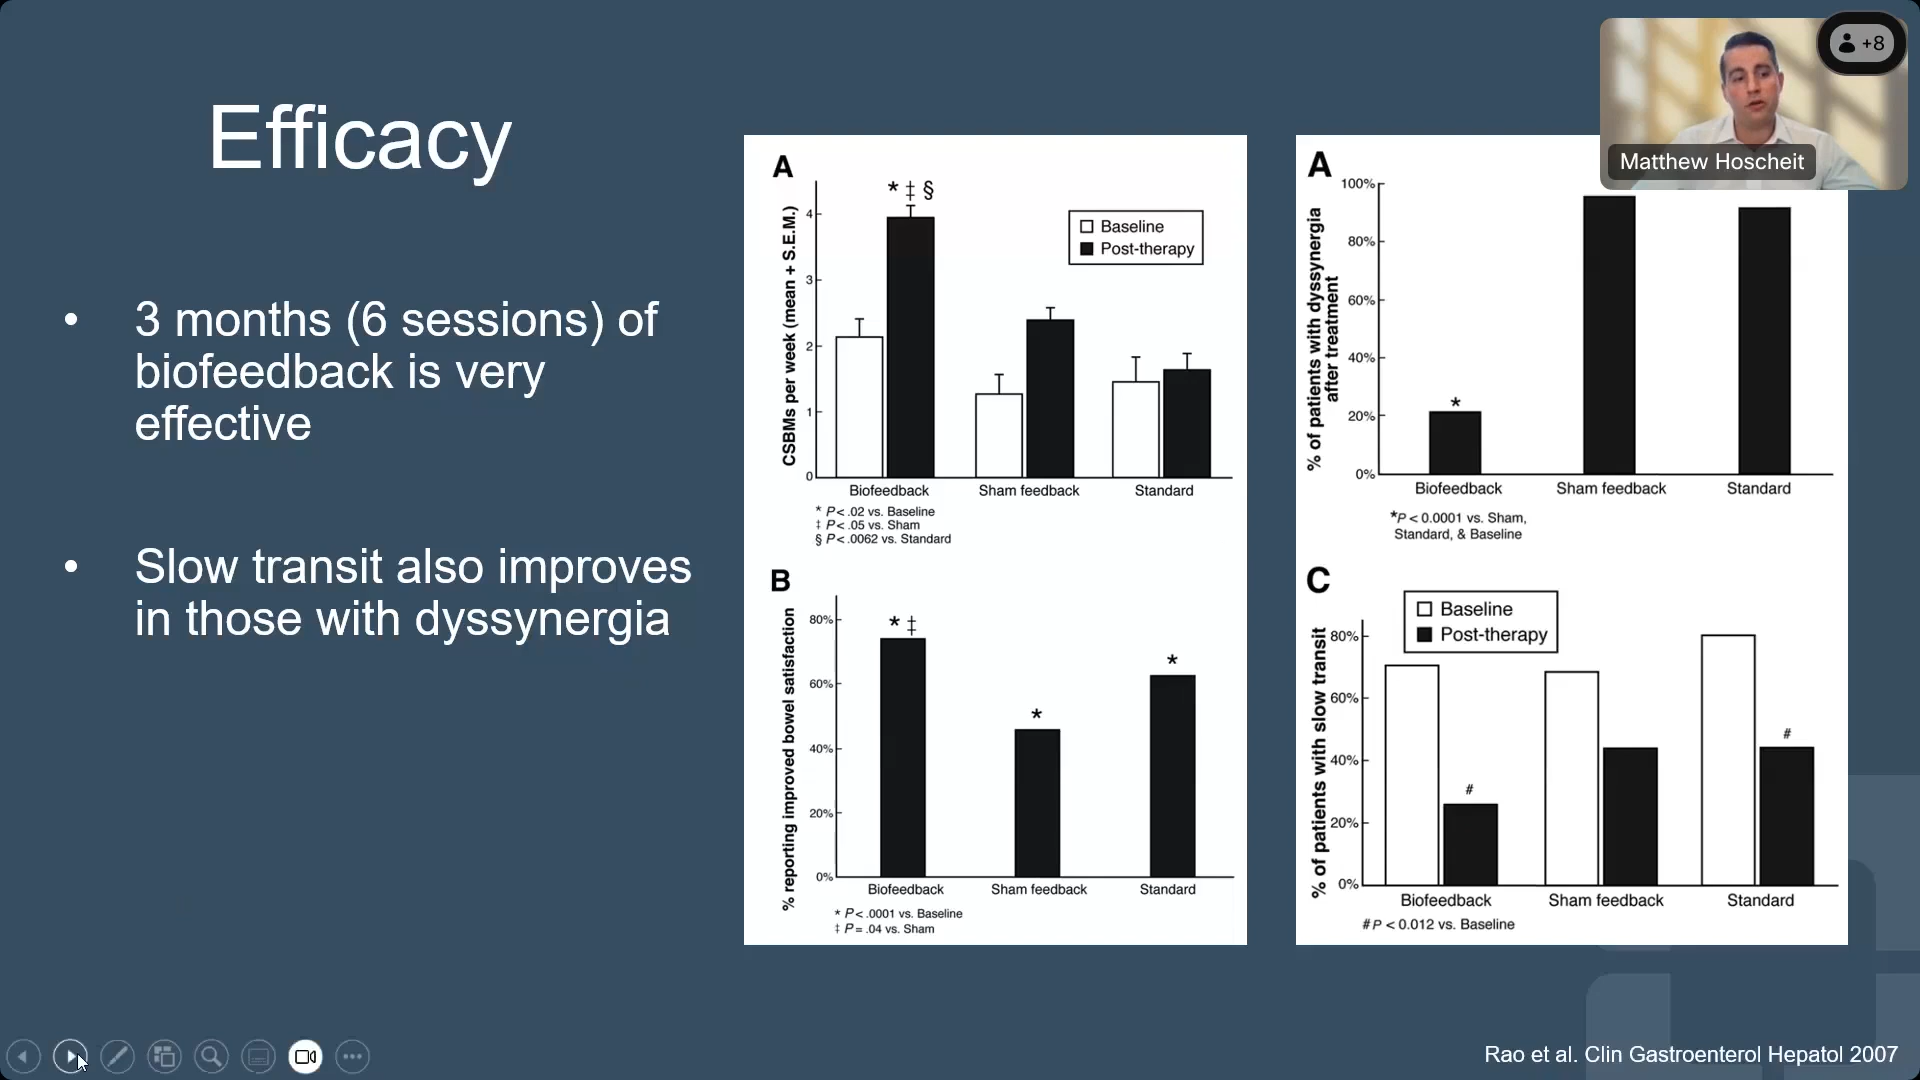 Efficacy
• 3 months (6 sessions) of
biofeedback is very
effective
• Slow transit also improves
in those with dyssynergia
A
* ‡ §
CSBMs per week (mean + S.E.M.)
4
3
2
1
0
Baseline
Post-therapy
Biofeedback Sham feedback Standard
* P< .02 vs. Baseline
‡ P< .05 vs. Sham
§ P< .0062 vs. Standard
B
* ‡
*
*
% reporting improved bowel satisfaction
80%
60%
40%
20%
0%
Biofeedback Sham feedback Standard
* P< .0001 vs. Baseline
‡ P= .04 vs. Sham
A
% of patients with dyssynergia
after treatment
100%
80%
60%
40%
20%
0%
*
Biofeedback Sham feedback Standard
*P < 0.0001 vs. Sham,
Standard, & Baseline
C
Baseline
Post-therapy
% of patients with slow transit
80%
60%
40%
20%
0%
#
#
Biofeedback Sham feedback Standard
#P < 0.012 vs. Baseline
+8
Matthew Hoscheit
Rao et al. Clin Gastroenterol Hepatol 2007